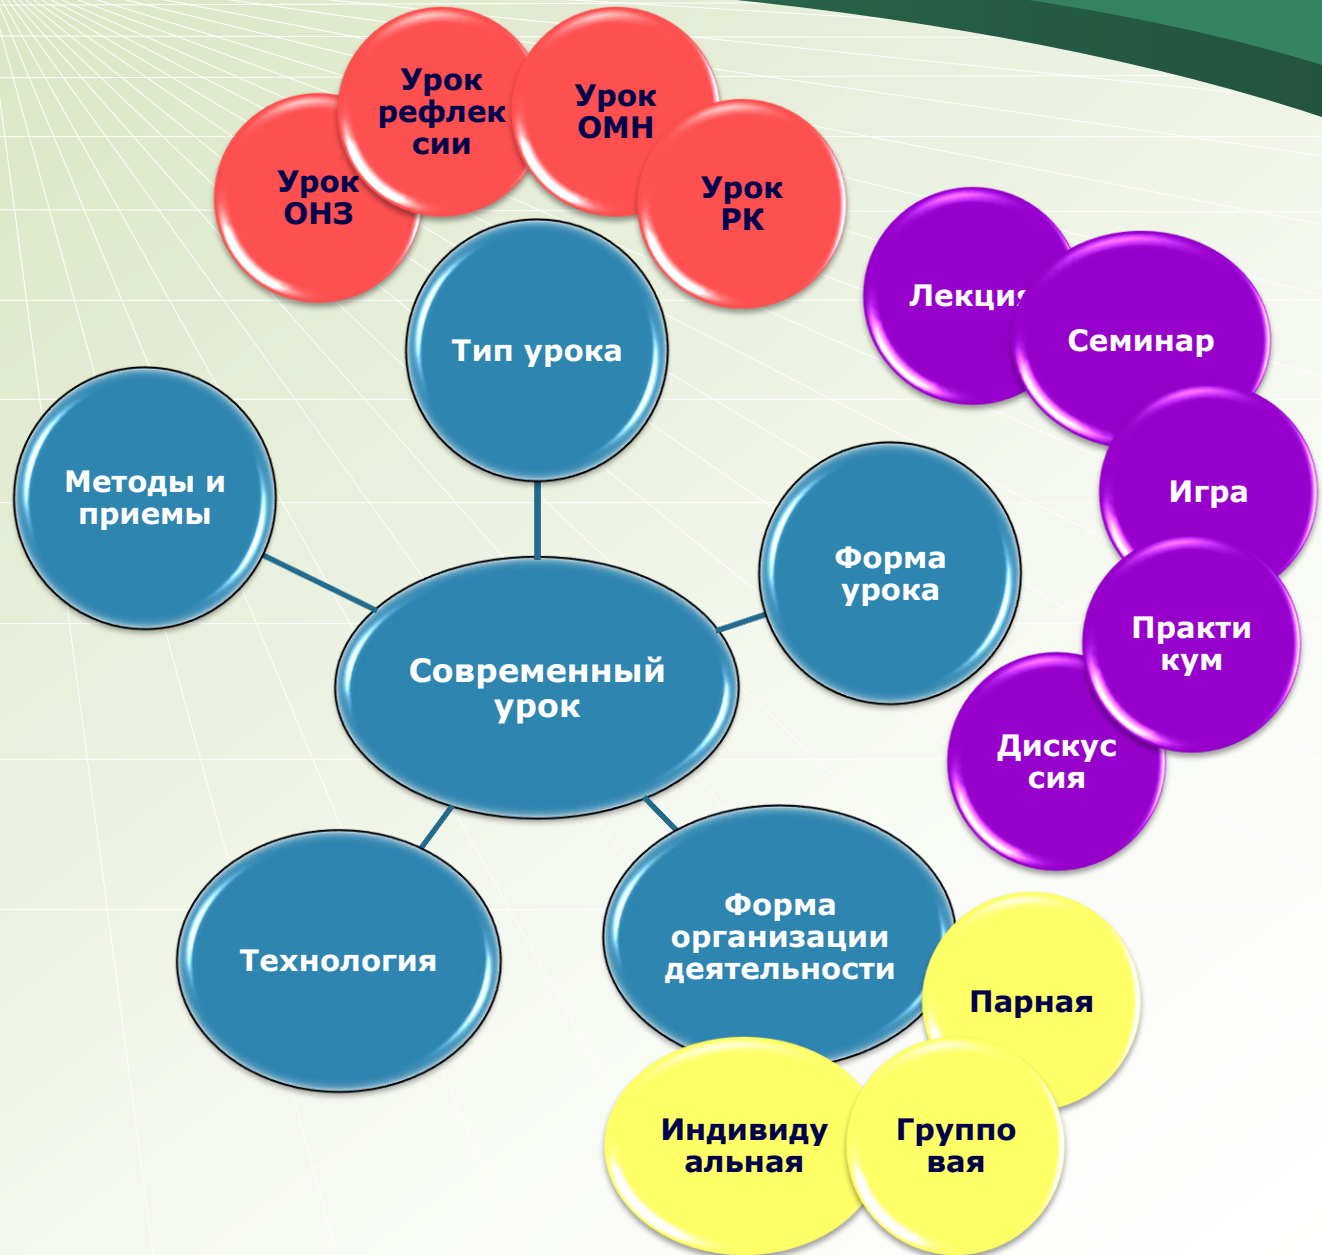 Урок
рефлек
сии
Урок
ОМН
Урок
ОНЗ
Урок
РК
Лекция
Семинар
Тип урока
Методы и
приемы
Игра
Форма
урока
Практи
кум
Современный
урок
Дискус
сия
Форма
организации
деятельности
Технология
Парная
Индивиду
альная
Группо
вая